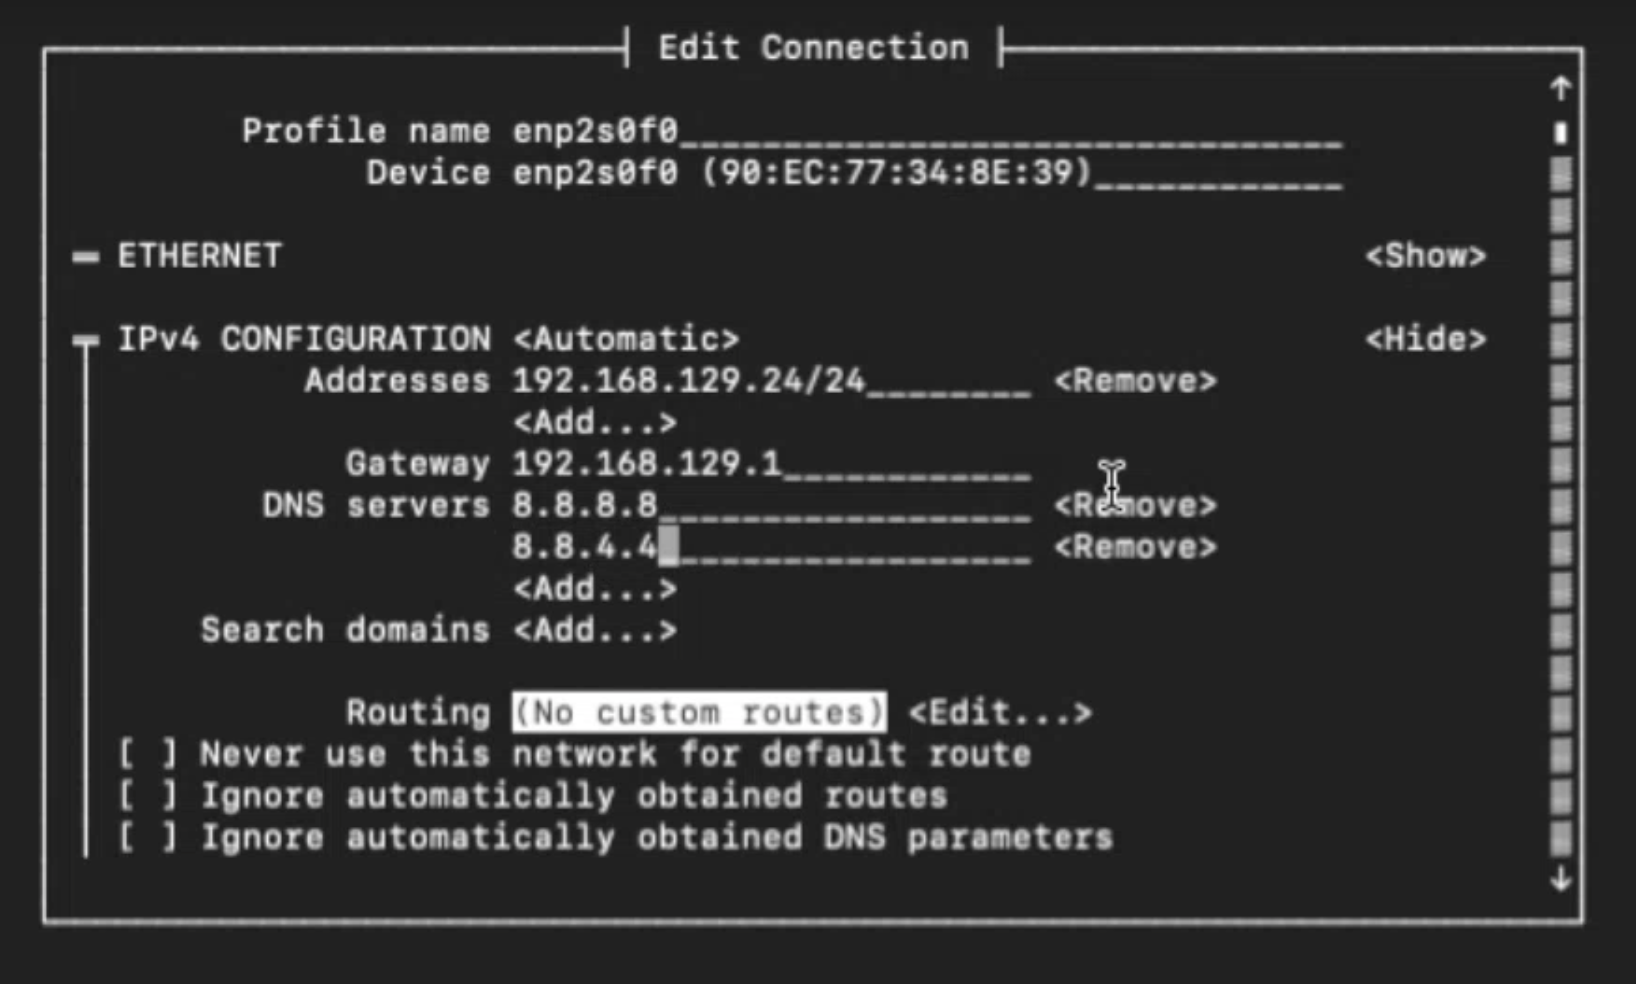 Edit Connection
Profile name enp2s0f0
Device enp2s0f0 (90:EC:77:34:8E:39)
ETHERNET <Show>
IPv4 CONFIGURATION <Automatic> <Hide>
Addresses 192.168.129.24/24 <Remove>
<Add...>
Gateway 192.168.129.1
DNS servers 8.8.8.8 <Remove>
8.8.4.4 <Remove>
<Add...>
Search domains <Add...>
Routing (No custom routes) <Edit...>
[ ] Never use this network for default route
[ ] Ignore automatically obtained routes
[ ] Ignore automatically obtained DNS parameters